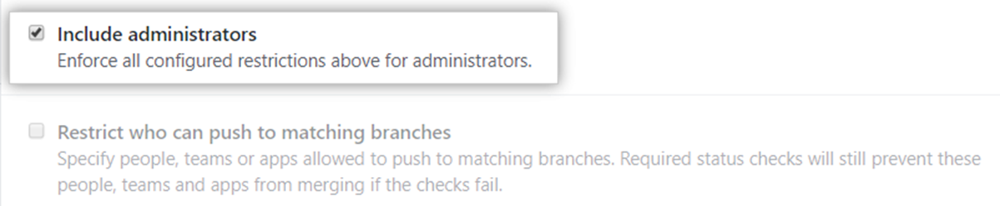 Include administrators
Enforce all configured restrictions above for administrators.
Restrict who can push to matching branches
Specify people, teams or apps allowed to push to matching branches. Required status checks will still prevent these
people, teams and apps from merging if the checks fail.